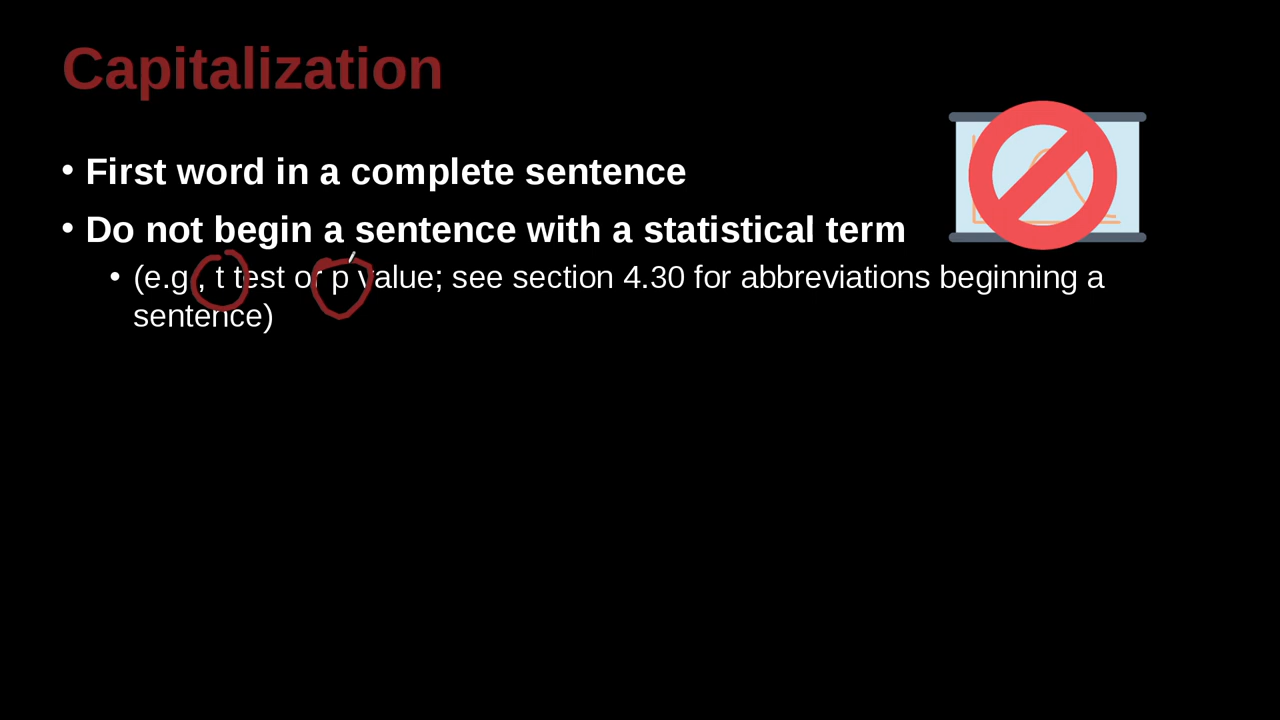 Capitalization
• First word in a complete sentence
• Do not begin a sentence with a statistical term
• (e.g., t test or p value; see section 4.30 for abbreviations beginning a
sentence)